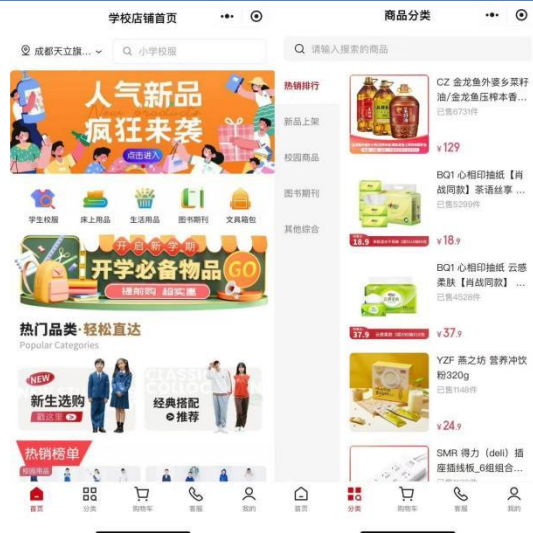 学校店铺首页
成都天立旗...
小学校服
人气新品
疯狂来袭
点击进入
学生校服
床上用品
生活用品
图书期刊
文具箱包
开启新学期
开学必备物品
GO
提前购 超实惠
热门品类·轻松直达
Popular Categories
NEW
新生选购
戳这里
CLASSIC
COLLOCATION
经典搭配
推荐
热销榜单
校园用品
首页
分类
购物车
客服
我的
商品分类
请输入搜索的商品
热销排行
新品上架
校园商品
图书期刊
其他综合
CZ 金龙鱼外婆乡菜籽
油/金龙鱼压榨本香...
已售6731件
¥129
BQ1 心相印抽纸【肖
战同款】茶语丝享 ...
已售5299件
18.9
¥18.9
BQ1 心相印抽纸 云感
柔肤【肖战同款】 ...
已售4528件
37.9
¥37.9
YZF 燕之坊 营养冲饮
粉320g
已售1148件
¥24.9
SMR 得力（deli）插
座插线板_6组组合...
首页
分类
购物车
客服
我的